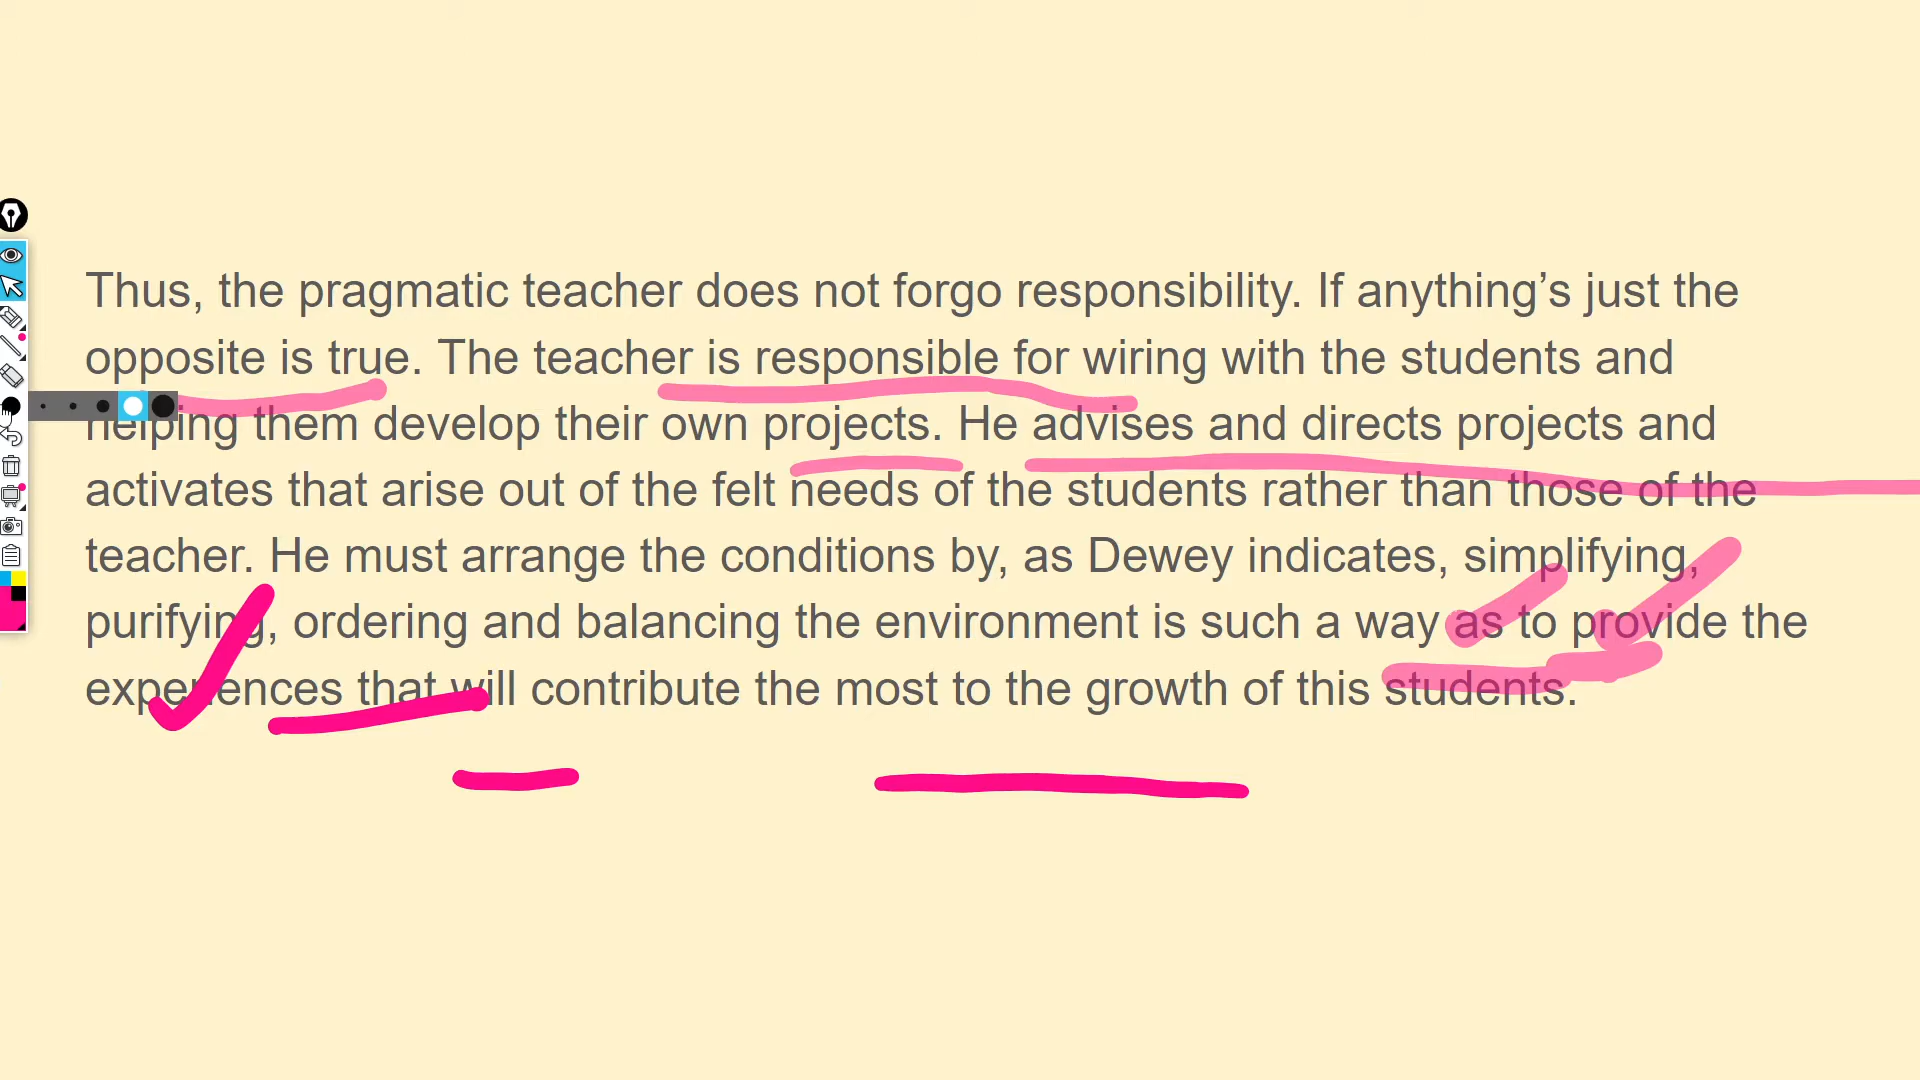 Thus, the pragmatic teacher does not forgo responsibility. If anything’s just the
opposite is true. The teacher is responsible for wiring with the students and
helping them develop their own projects. He advises and directs projects and
activates that arise out of the felt needs of the students rather than those of the
teacher. He must arrange the conditions by, as Dewey indicates, simplifying,
purifying, ordering and balancing the environment is such a way as to provide the
experiences that will contribute the most to the growth of this students.